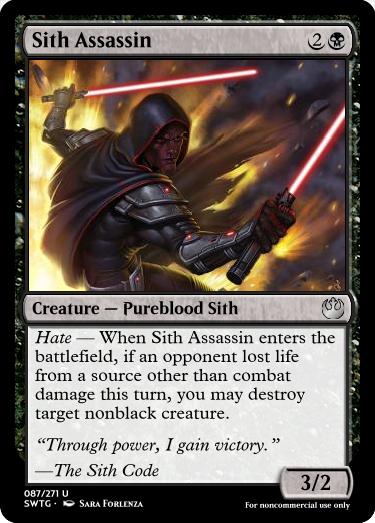 Sith Assassin 2
Creature — Pureblood Sith
Hate — When Sith Assassin enters the
battlefield, if an opponent lost life
from a source other than combat
damage this turn, you may destroy
target nonblack creature.
“Through power, I gain victory.”
—The Sith Code
3/2
087/271 U
SWTG · Sara Forlenza
For noncommercial use only